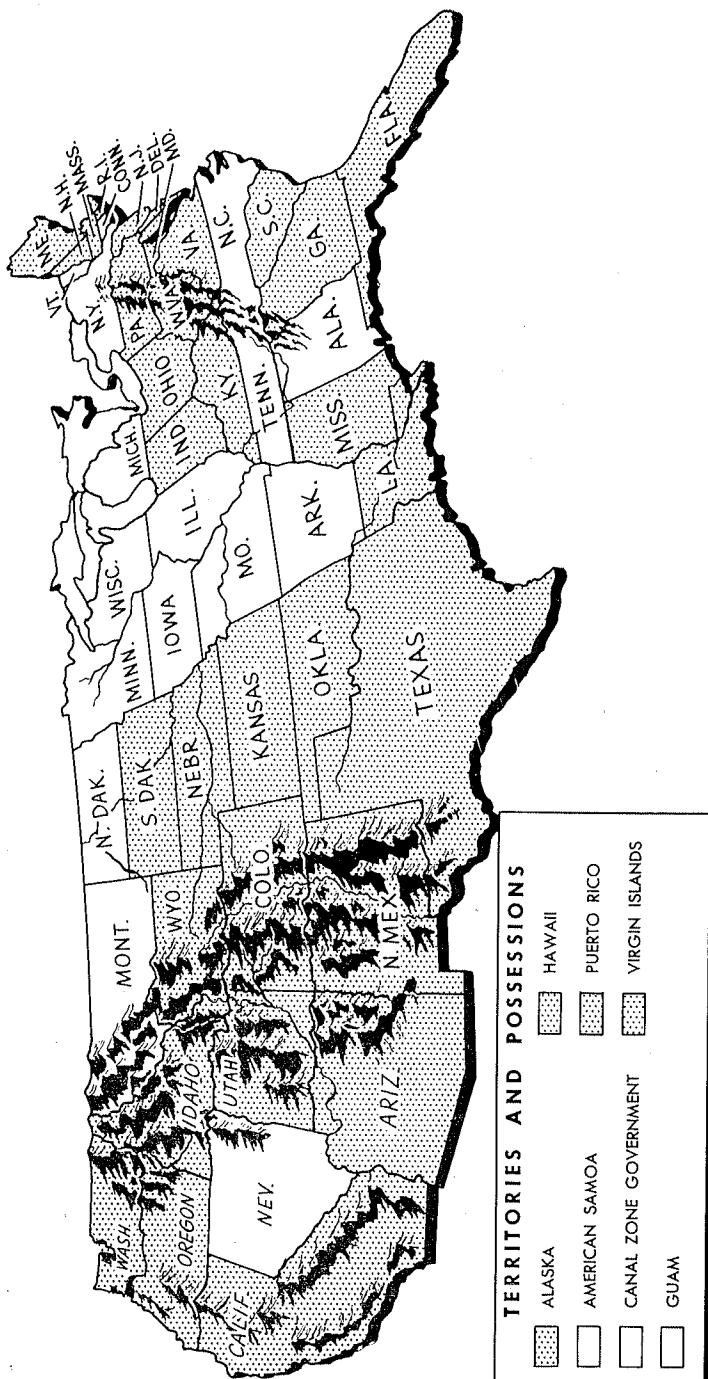 WASH.
MONT.
N. DAK.
MINN.
WISC.
MICH.
VT.
ME.
N.H.
MASS.
R.I.
CONN.
N.J.
DEL.
MD.
N.Y.
OREGON
IDAHO
WYO
S. DAK.
IOWA
ILL.
IND
OHIO
PA
W.VA
VA
NEV.
UTAH
COLO.
NEBR
KANSAS
MO.
KY
N.C.
TENN.
S.C.
CALIF
ARIZ.
N MEX
OKLA.
ARK.
TEXAS
LA.
MISS
ALA.
GA.
FLA.
TERRITORIES AND POSSESSIONS
ALASKA
AMERICAN SAMOA
CANAL ZONE GOVERNMENT
GUAM
HAWAII
PUERTO RICO
VIRGIN ISLANDS